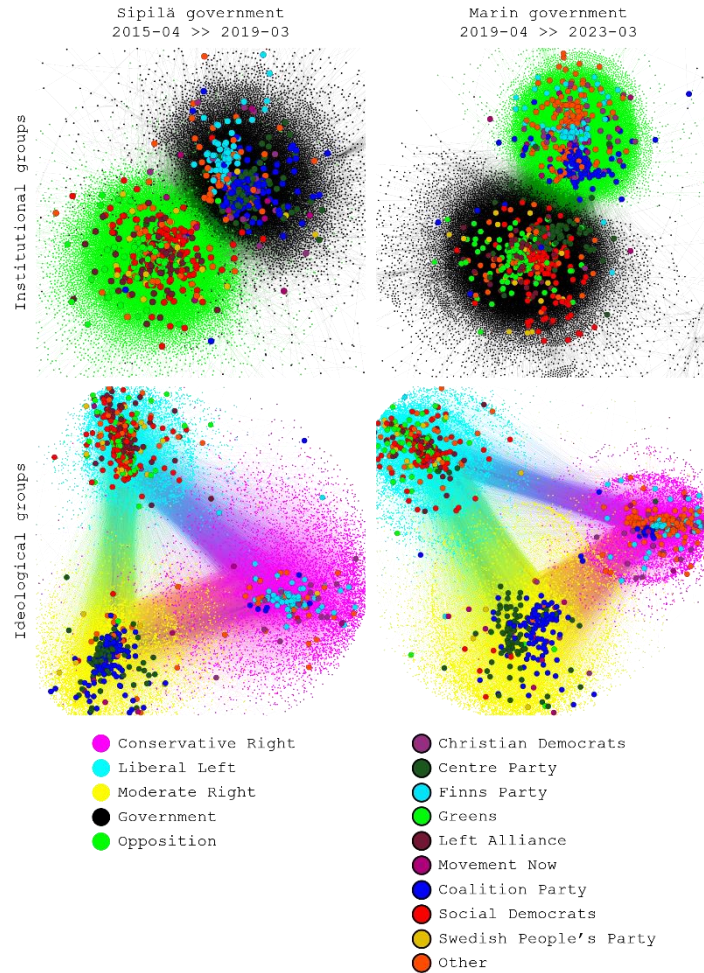 Sipilä government
2015-04 >> 2019-03
Marin government
2019-04 >> 2023-03
Institutional groups
Ideological groups
Conservative Right
Liberal Left
Moderate Right
Government
Opposition
Christian Democrats
Centre Party
Finns Party
Greens
Left Alliance
Movement Now
Coalition Party
Social Democrats
Swedish People's Party
Other